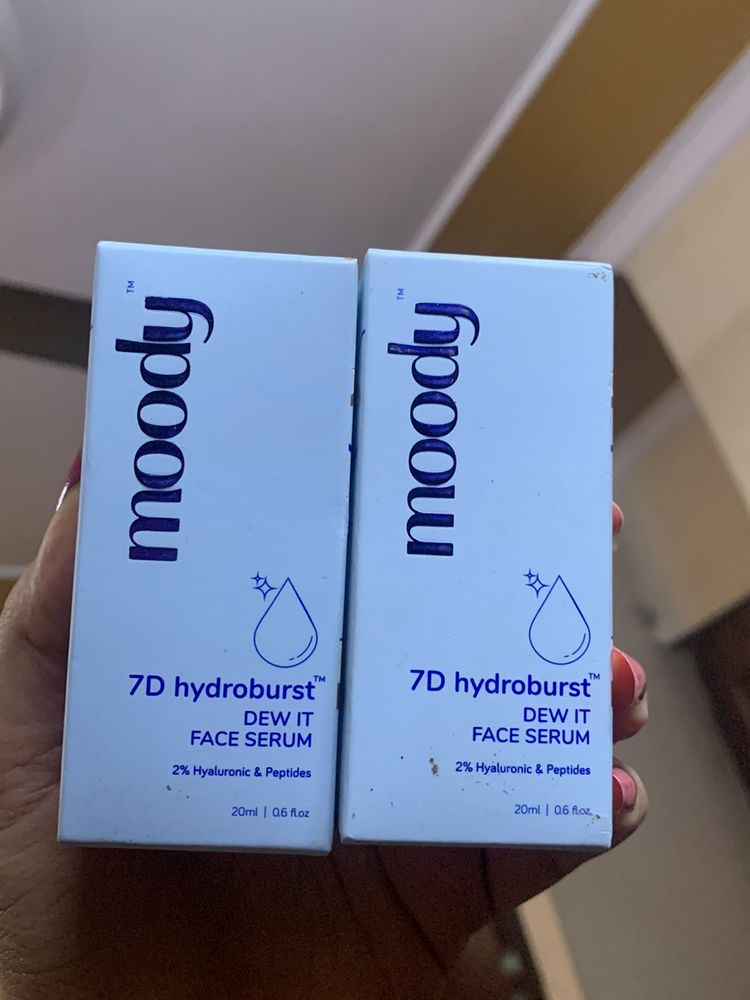 moody™
7D hydroburst™
DEW IT
FACE SERUM
2% Hyaluronic & Peptides
20ml | 0.6 fl.oz
moody™
7D hydroburst™
DEW IT
FACE SERUM
2% Hyaluronic & Peptides
20ml | 0.6 fl.oz